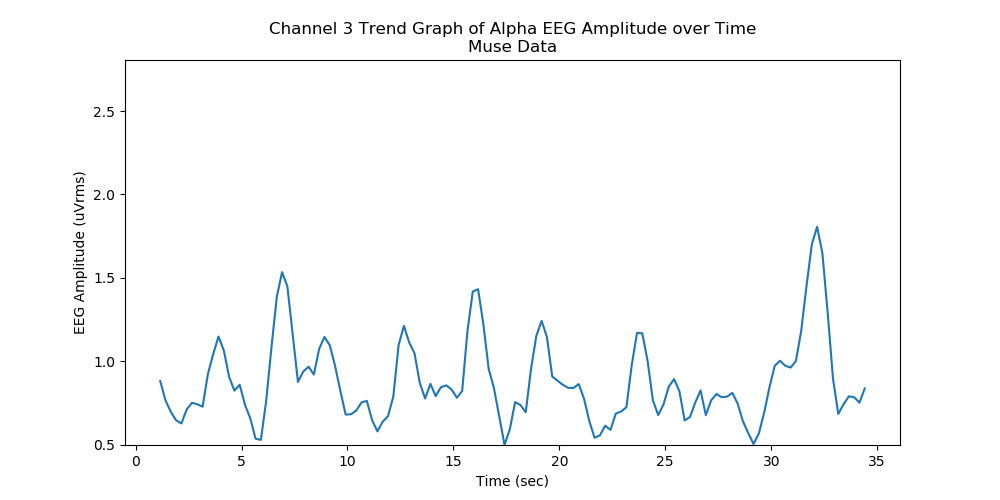 Channel 3 Trend Graph of Alpha EEG Amplitude over Time
Muse Data
EEG Amplitude (uVrms)
2.5
2.0
1.5
1.0
0.5
0 5 10 15 20 25 30 35
Time (sec)